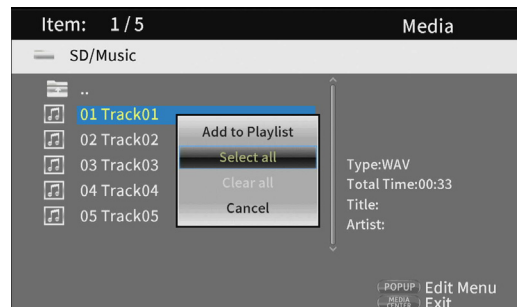 Item: 1/5 Media
SD/Music
..
01 Track01
02 Track02
03 Track03
04 Track04
05 Track05
Add to Playlist
Select all
Clear all
Cancel
Type:WAV
Total Time:00:33
Title:
Artist:
POPUP Edit Menu
MEDIA CENTER Exit